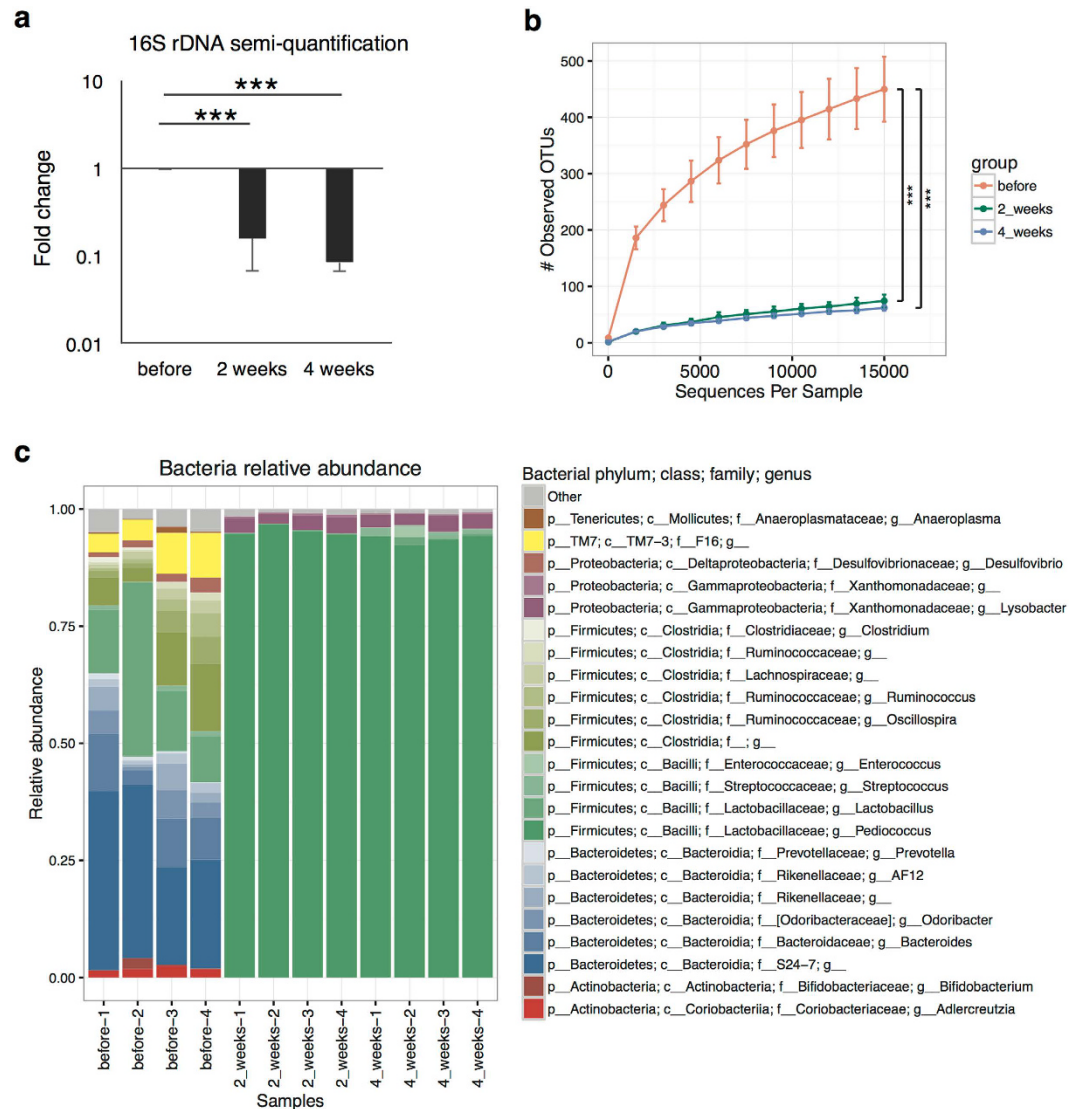 a
16S rDNA semi-quantification
Fold change
10
1
0.1
0.01
***
***
before
2 weeks
4 weeks
b
# Observed OTUs
500
400
300
200
100
0
0
5000
10000
15000
Sequences Per Sample
***
***
group
before
2_weeks
4_weeks
c
Bacteria relative abundance
Relative abundance
1.00
0.75
0.50
0.25
0.00
before-1
before-2
before-3
before-4
2_weeks-1
2_weeks-2
2_weeks-3
2_weeks-4
4_weeks-1
4_weeks-2
4_weeks-3
4_weeks-4
Samples
Bacterial phylum; class; family; genus
Other
p__Tenericutes; c__Mollicutes; f__Anaeroplasmataceae; g__Anaeroplasma
p__TM7; c__TM7-3; f__F16; g__
p__Proteobacteria; c__Deltaproteobacteria; f__Desulfovibrionaceae; g__Desulfovibrio
p__Proteobacteria; c__Gammaproteobacteria; f__Xanthomonadaceae; g__
p__Proteobacteria; c__Gammaproteobacteria; f__Xanthomonadaceae; g__Lysobacter
p__Firmicutes; c__Clostridia; f__Clostridiaceae; g__Clostridium
p__Firmicutes; c__Clostridia; f__Ruminococcaceae; g__
p__Firmicutes; c__Clostridia; f__Lachnospiraceae; g__
p__Firmicutes; c__Clostridia; f__Ruminococcaceae; g__Ruminococcus
p__Firmicutes; c__Clostridia; f__Ruminococcaceae; g__Oscillospira
p__Firmicutes; c__Clostridia; f__; g__
p__Firmicutes; c__Bacilli; f__Enterococcaceae; g__Enterococcus
p__Firmicutes; c__Bacilli; f__Streptococcaceae; g__Streptococcus
p__Firmicutes; c__Bacilli; f__Lactobacillaceae; g__Lactobacillus
p__Firmicutes; c__Bacilli; f__Lactobacillaceae; g__Pediococcus
p__Bacteroidetes; c__Bacteroidia; f__Prevotellaceae; g__Prevotella
p__Bacteroidetes; c__Bacteroidia; f__Rikenellaceae; g__AF12
p__Bacteroidetes; c__Bacteroidia; f__Rikenellaceae; g__
p__Bacteroidetes; c__Bacteroidia; f__[Odoribacteraceae]; g__Odoribacter
p__Bacteroidetes; c__Bacteroidia; f__Bacteroidaceae; g__Bacteroides
p__Bacteroidetes; c__Bacteroidia; f__S24-7; g__
p__Actinobacteria; c__Actinobacteria; f__Bifidobacteriaceae; g__Bifidobacterium
p__Actinobacteria; c__Coriobacteriia; f__Coriobacteriaceae; g__Adlercreutzia